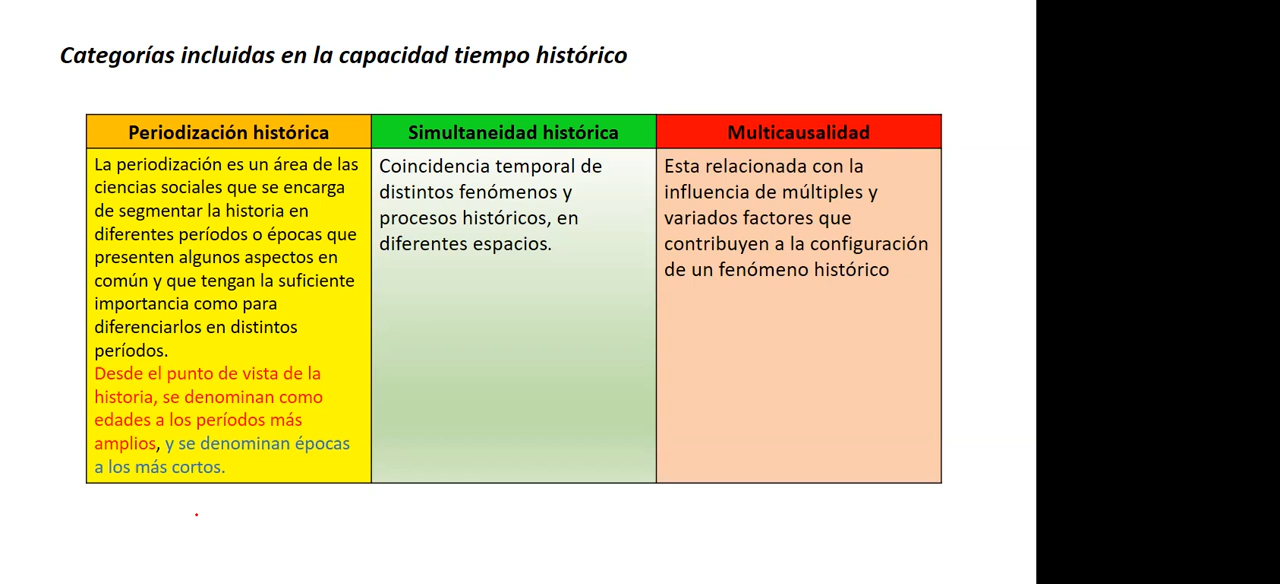 Categorías incluidas en la capacidad tiempo histórico
Periodización histórica
La periodización es un área de las
ciencias sociales que se encarga
de segmentar la historia en
diferentes períodos o épocas que
presenten algunos aspectos en
común y que tengan la suficiente
importancia como para
diferenciarlos en distintos
períodos.
Desde el punto de vista de la
historia, se denominan como
edades a los períodos más
amplios, y se denominan épocas
a los más cortos.
Simultaneidad histórica
Coincidencia temporal de
distintos fenómenos y
procesos históricos, en
diferentes espacios.
Multicausalidad
Esta relacionada con la
influencia de múltiples y
variados factores que
contribuyen a la configuración
de un fenómeno histórico